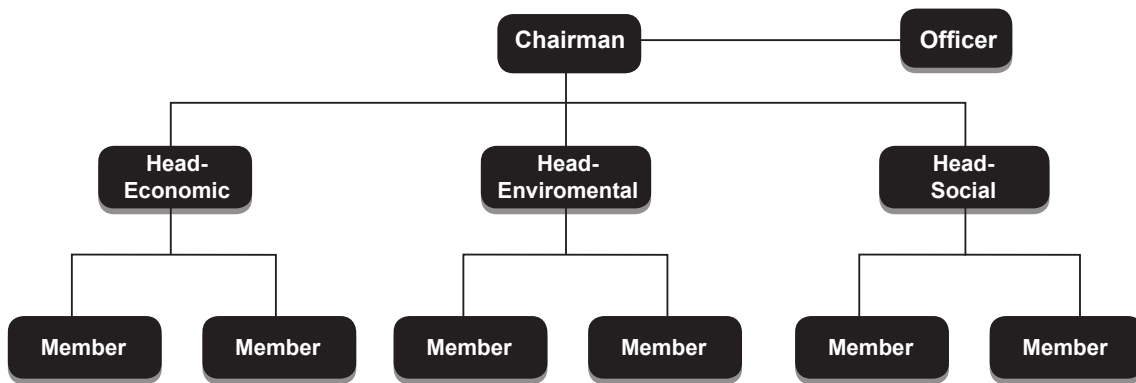 Chairman
Officer
Head-
Economic
Head-
Enviromental
Head-
Social
Member
Member
Member
Member
Member
Member